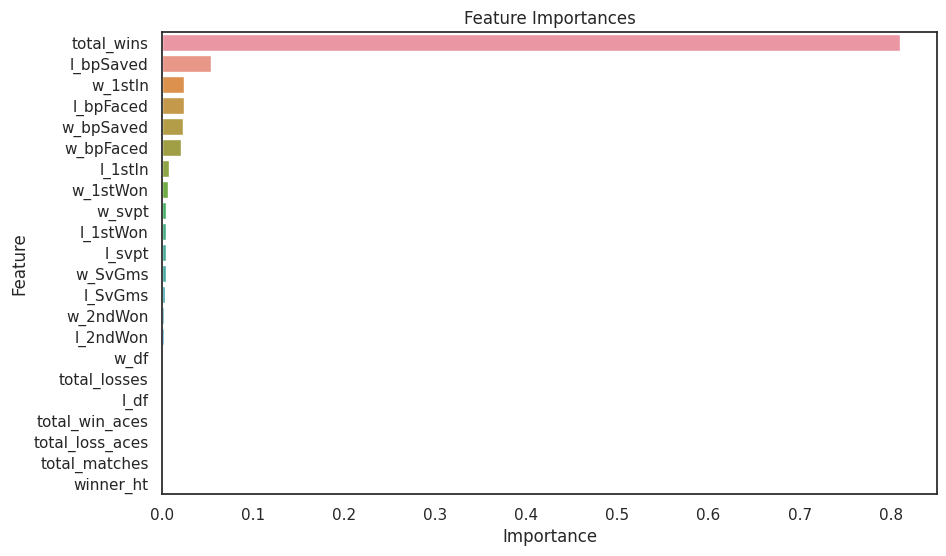 Feature Importances
Feature
total_wins
l_bpSaved
w_1stIn
l_bpFaced
w_bpSaved
w_bpFaced
l_1stIn
w_1stWon
w_svpt
l_1stWon
l_svpt
w_SvGms
l_SvGms
w_2ndWon
l_2ndWon
w_df
total_losses
l_df
total_win_aces
total_loss_aces
total_matches
winner_ht
0.0 0.1 0.2 0.3 0.4 0.5 0.6 0.7 0.8
Importance